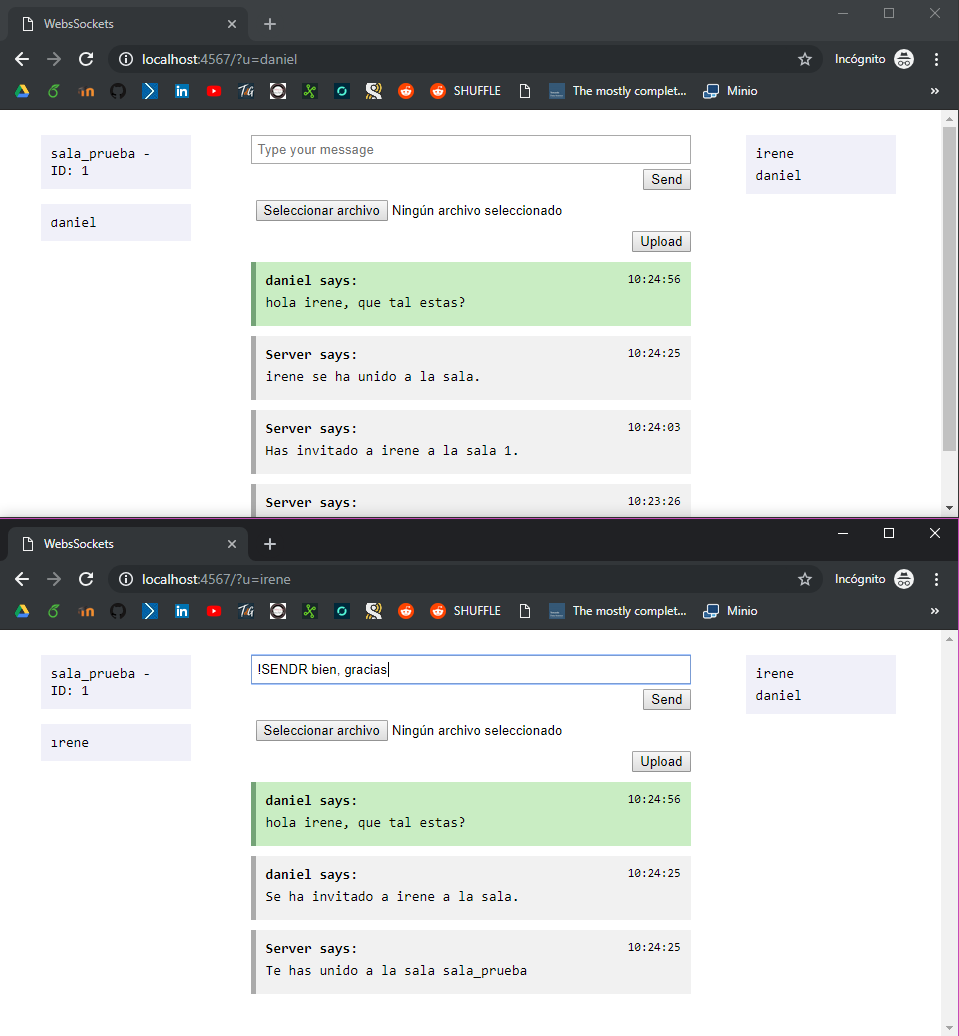 WebsSockets
localhost:4567/?u=daniel
Incógnito
SHUFFLE
The mostly complet...
Minio
»
sala_prueba -
ID: 1
daniel
Type your message
Send
Seleccionar archivo Ningún archivo seleccionado
Upload
daniel says: 10:24:56
hola irene, que tal estas?
Server says: 10:24:25
irene se ha unido a la sala.
Server says: 10:24:03
Has invitado a irene a la sala 1.
Server says: 10:23:26
irene
daniel
WebsSockets
localhost:4567/?u=irene
Incógnito
SHUFFLE
The mostly complet...
Minio
»
sala_prueba -
ID: 1
irene
!SENDR bien, gracias
Send
Seleccionar archivo Ningún archivo seleccionado
Upload
daniel says: 10:24:56
hola irene, que tal estas?
daniel says: 10:24:25
Se ha invitado a irene a la sala.
Server says: 10:24:25
Te has unido a la sala sala_prueba
irene
daniel